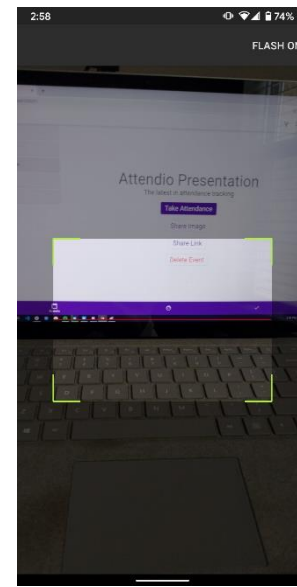 2:58 74%
FLASH ON
Attendio Presentation
The latest in attendance tracking
Take Attendance
Share Image
Share Link
Delete Event